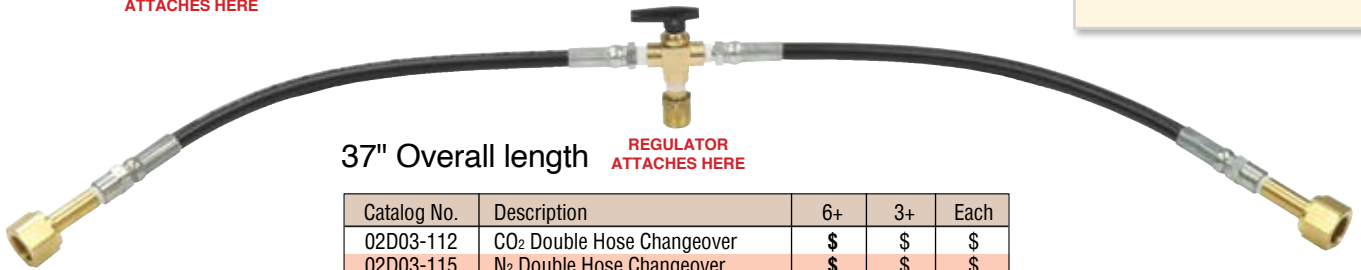 ATTACHES HERE
37" Overall length
REGULATOR
ATTACHES HERE
Catalog No. Description 6+ 3+ Each
02D03-112 CO₂ Double Hose Changeover $ $ $
02D03-115 N₂ Double Hose Changeover $ $ $